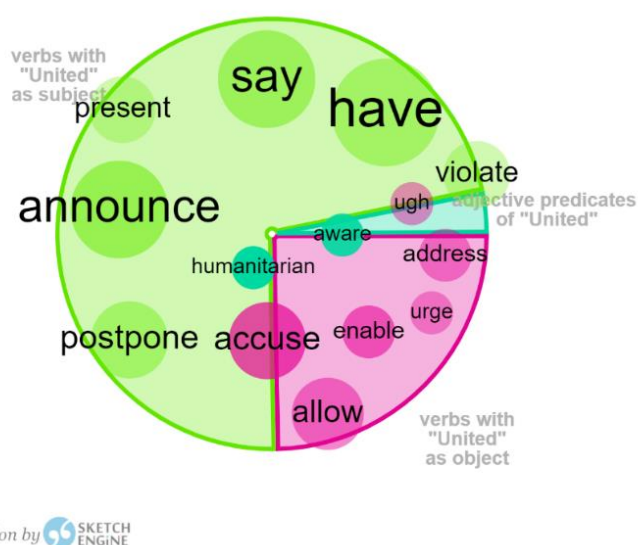 verbs with
"United"
as subject
say
present
have
violate
announce
ugh
adjective predicates
of "United"
aware
address
humanitarian
urge
postpone
accuse
enable
allow
verbs with
"United"
as object
on by SKETCH
ENGINE